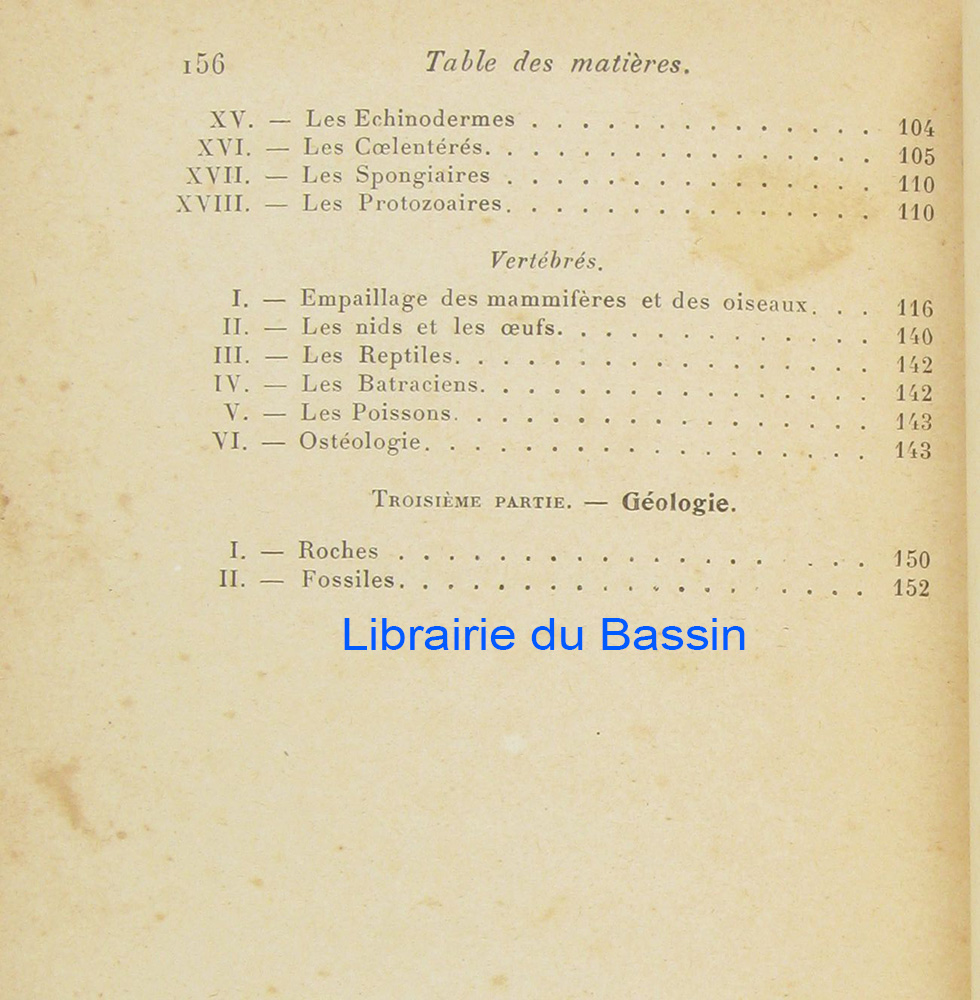 156 Table des matières.
XV. — Les Echinodermes . . . . . . . . . . . . . . . 104
XVI. — Les Cœlentérés. . . . . . . . . . . . . . . . . 105
XVII. — Les Spongiaires . . . . . . . . . . . . . . . . 110
XVIII. — Les Protozoaires. . . . . . . . . . . . . . . . 110
Vertébrés.
I. — Empaillage des mammifères et des oiseaux. . . 116
II. — Les nids et les œufs. . . . . . . . . . . . . . 140
III. — Les Reptiles. . . . . . . . . . . . . . . . . . 142
IV. — Les Batraciens. . . . . . . . . . . . . . . . . 142
V. — Les Poissons. . . . . . . . . . . . . . . . . . 143
VI. — Ostéologie. . . . . . . . . . . . . . . . . . . 143
Troisième partie. — Géologie.
I. — Roches . . . . . . . . . . . . . . . . . . . 150
II. — Fossiles. . . . . . . . . . . . . . . . . . . . 152
Librairie du Bassin